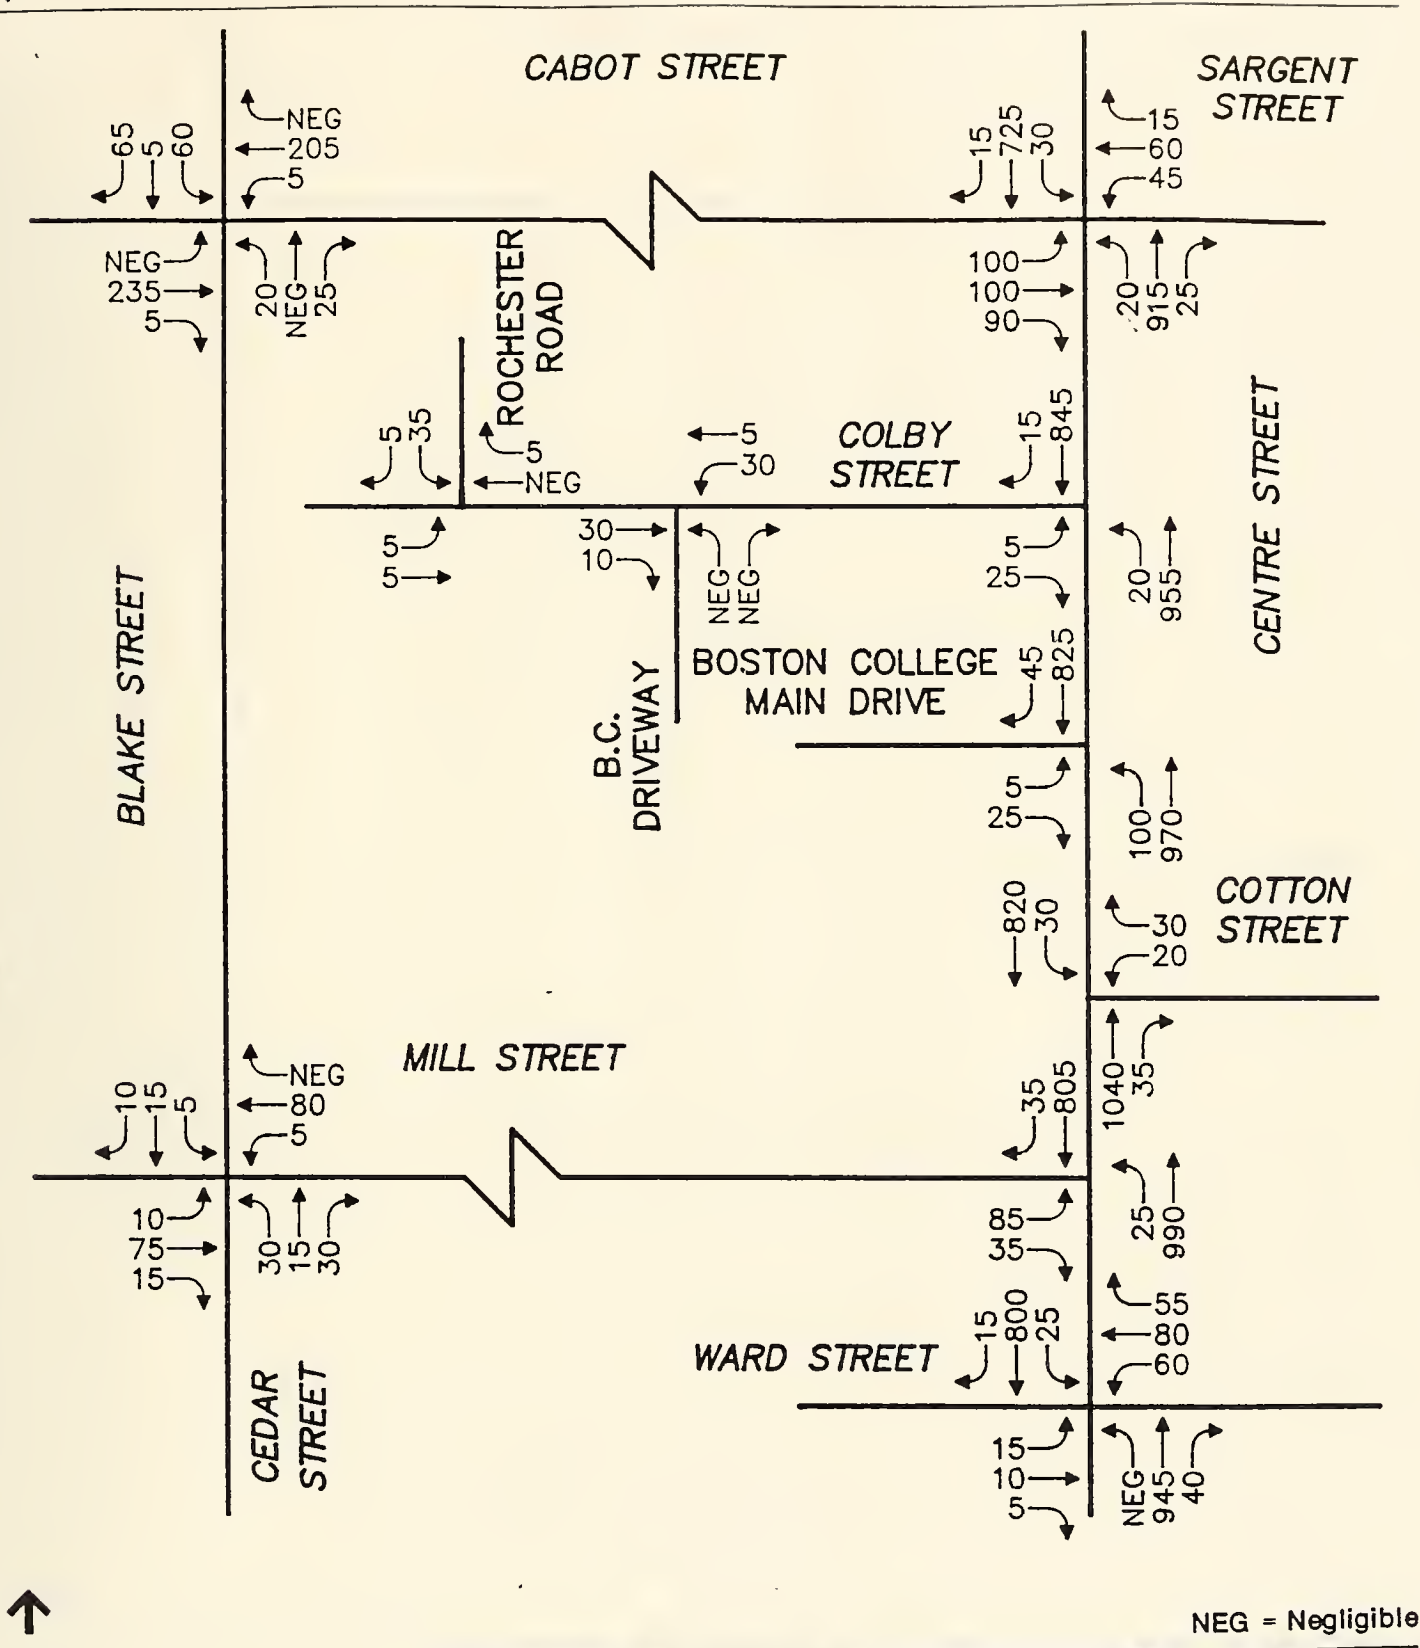 CABOT STREET
SARGENT
STREET
65
5
60
NEG
205
5
15
725
30
15
60
45
NEG
235
5
20
NEG
25
100
100
90
20
915
25
ROCHESTER
ROAD
5
35
5
NEG
5
30
COLBY
STREET
15
845
CENTRE STREET
5
5
30
10
NEG
NEG
5
25
20
955
BLAKE STREET
BOSTON COLLEGE
MAIN DRIVE
45
825
B.C.
DRIVEWAY
5
25
100
970
820
30
30
20
COTTON
STREET
MILL STREET
10
15
5
NEG
80
5
35
805
1040
35
10
75
15
30
15
30
85
35
25
990
CEDAR
STREET
WARD STREET
15
800
25
55
80
60
15
10
5
NEG
945
40
NEG = Negligible